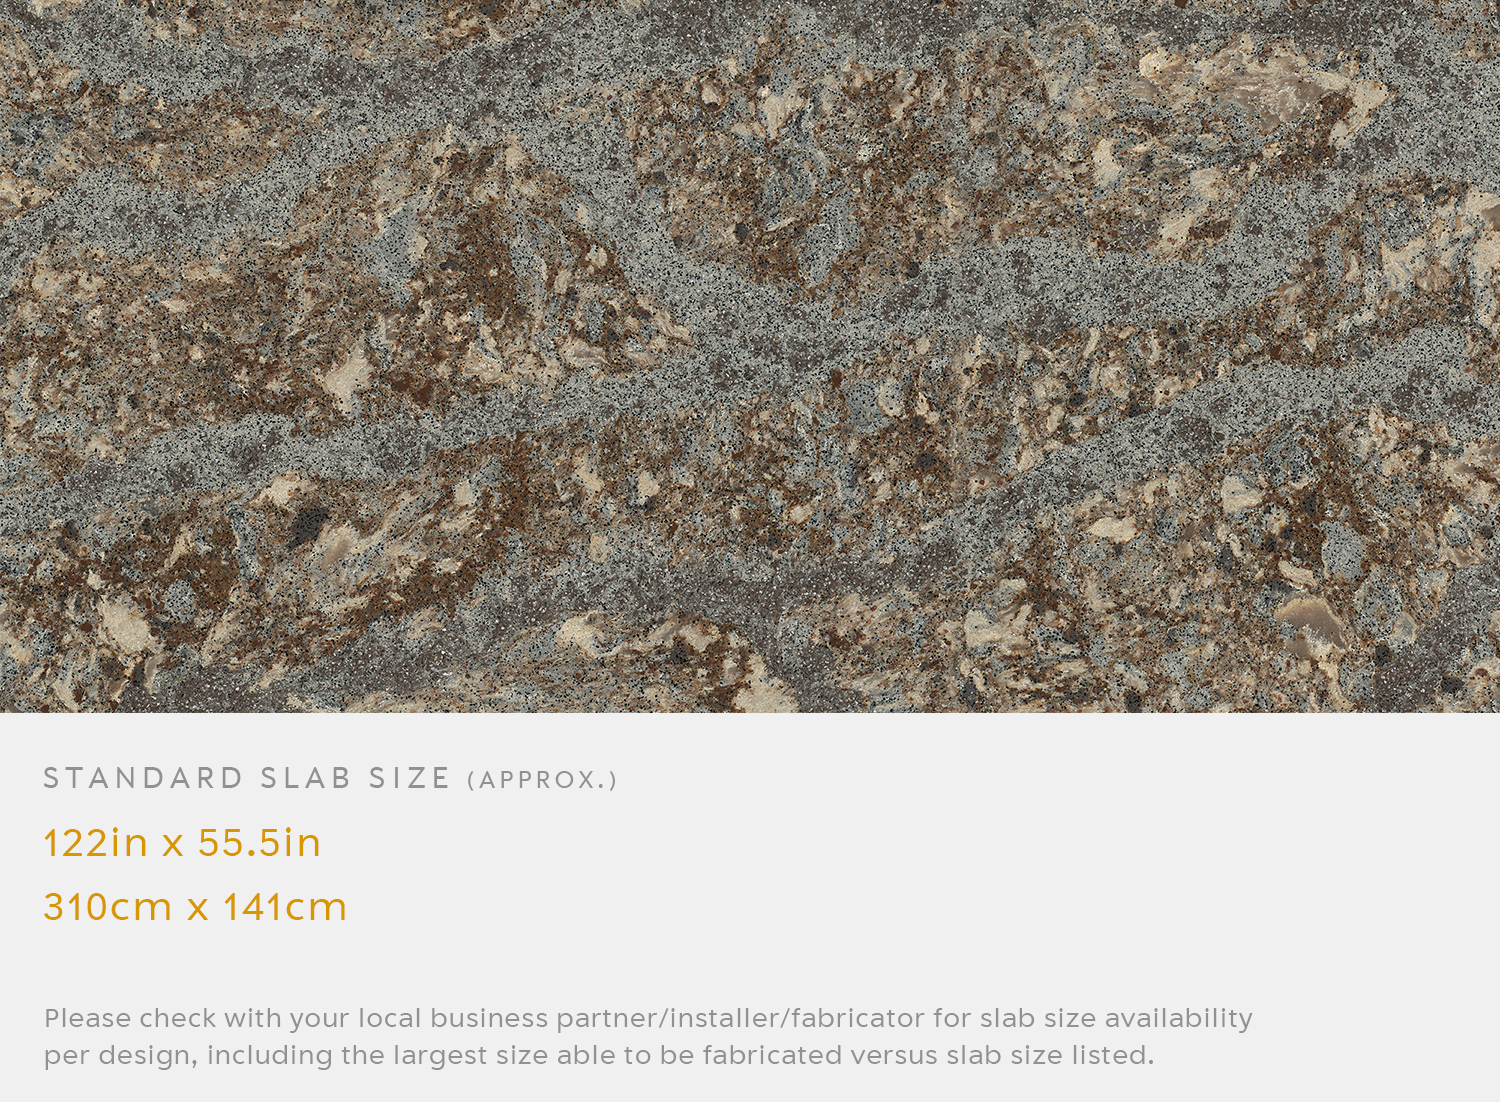 STANDARD SLAB SIZE (APPROX.)
122in x 55.5in
310cm x 141cm
Please check with your local business partner/installer/fabricator for slab size availability
per design, including the largest size able to be fabricated versus slab size listed.